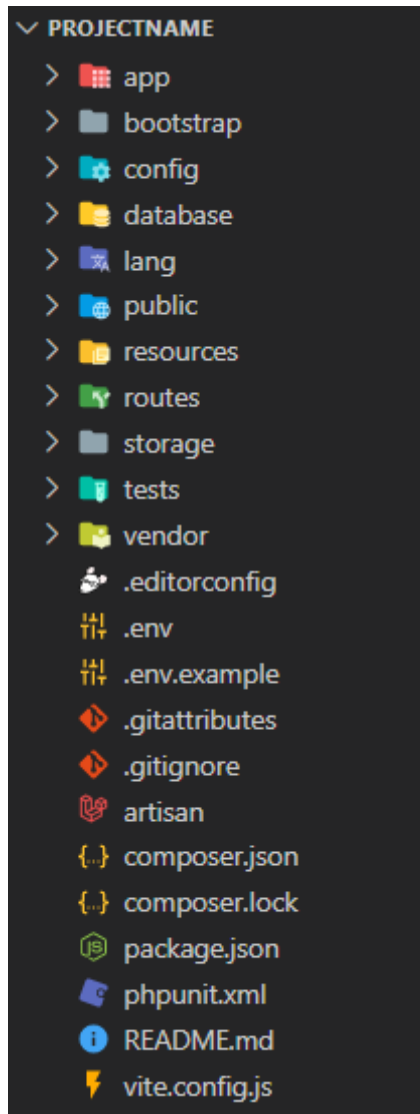 PROJECTNAME
app
bootstrap
config
database
lang
public
resources
routes
storage
tests
vendor
.editorconfig
.env
.env.example
.gitattributes
.gitignore
artisan
composer.json
composer.lock
package.json
phpunit.xml
README.md
vite.config.js